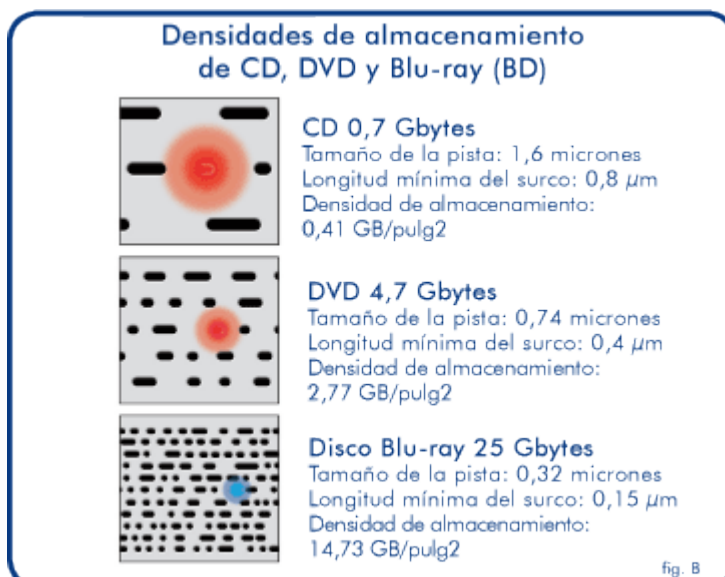 Densidades de almacenamiento
de CD, DVD y Blu-ray (BD)
CD 0,7 Gbytes
Tamaño de la pista: 1,6 micrones
Longitud mínima del surco: 0,8 µm
Densidad de almacenamiento:
0,41 GB/pulg2
DVD 4,7 Gbytes
Tamaño de la pista: 0,74 micrones
Longitud mínima del surco: 0,4 µm
Densidad de almacenamiento:
2,77 GB/pulg2
Disco Blu-ray 25 Gbytes
Tamaño de la pista: 0,32 micrones
Longitud mínima del surco: 0,15 µm
Densidad de almacenamiento:
14,73 GB/pulg2
fig. B